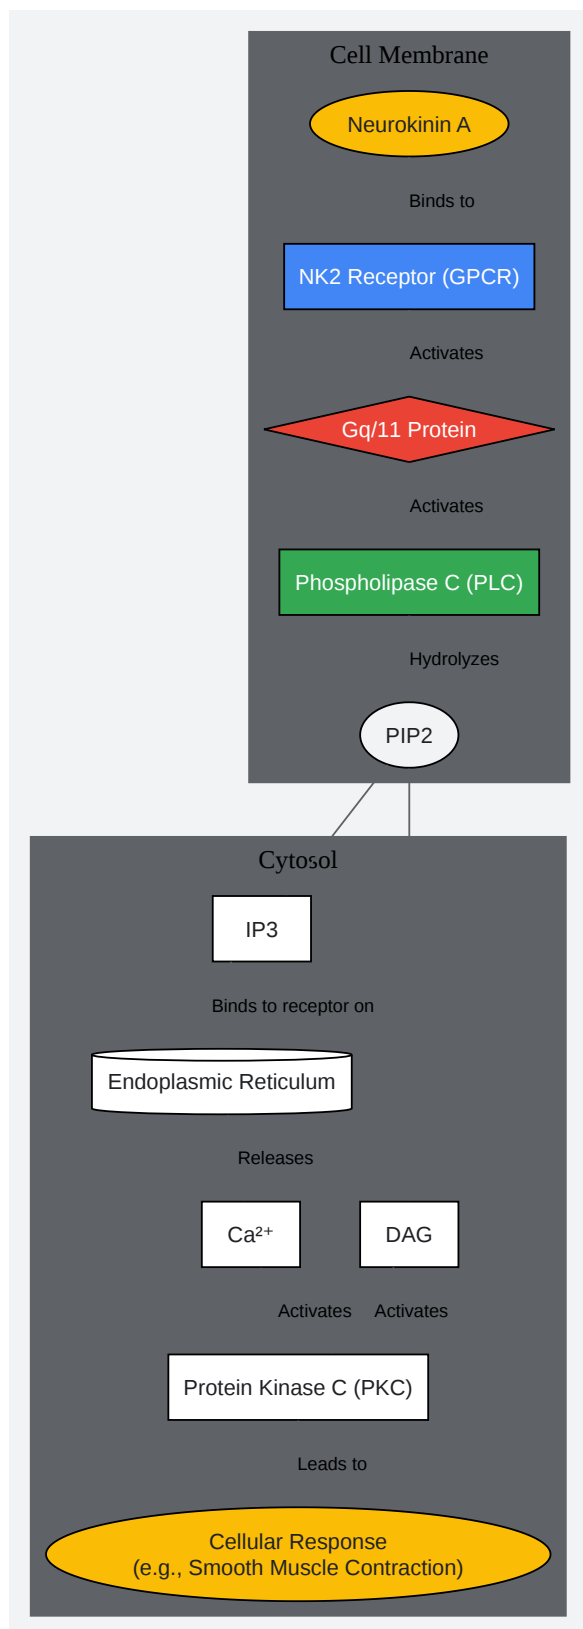 Cell Membrane
Neurokinin A
Binds to
NK2 Receptor (GPCR)
Activates
Gq/11 Protein
Activates
Phospholipase C (PLC)
Hydrolyzes
PIP2
Cytosol
IP3
Binds to receptor on
Endoplasmic Reticulum
Releases
Ca²⁺
DAG
Activates
Activates
Protein Kinase C (PKC)
Leads to
Cellular Response
(e.g., Smooth Muscle Contraction)